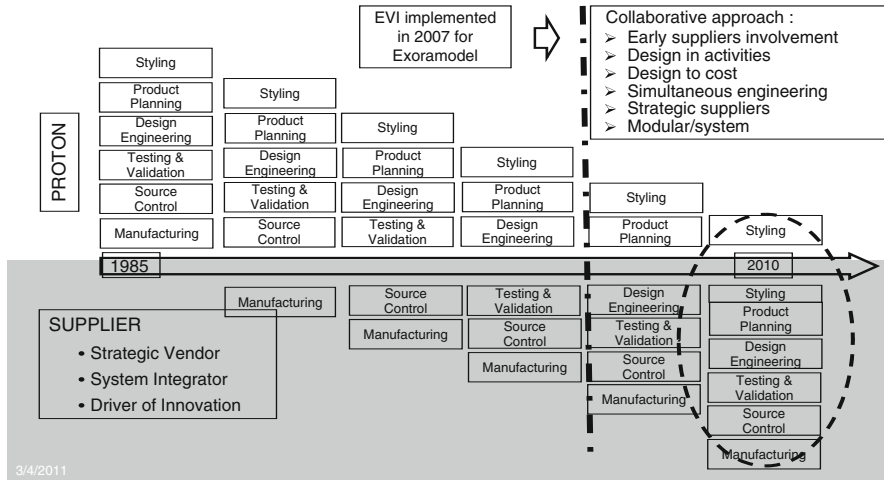 EVI implemented
in 2007 for
Exoramodel
Collaborative approach :
➢ Early suppliers involvement
➢ Design in activities
➢ Design to cost
➢ Simultaneous engineering
➢ Strategic suppliers
➢ Modular/system
PROTON
Styling
Product
Planning
Design
Engineering
Testing &
Validation
Source
Control
Manufacturing
Styling
Product
Planning
Design
Engineering
Testing &
Validation
Source
Control
Styling
Product
Planning
Design
Engineering
Testing &
Validation
Styling
Product
Planning
Design
Engineering
Styling
Product
Planning
Styling
1985
2010
Manufacturing
Source
Control
Manufacturing
Testing &
Validation
Source
Control
Manufacturing
Design
Engineering
Testing &
Validation
Source
Control
Manufacturing
Styling
Product
Planning
Design
Engineering
Testing &
Validation
Source
Control
Manufacturing
SUPPLIER
• Strategic Vendor
• System Integrator
• Driver of Innovation
3/4/2011